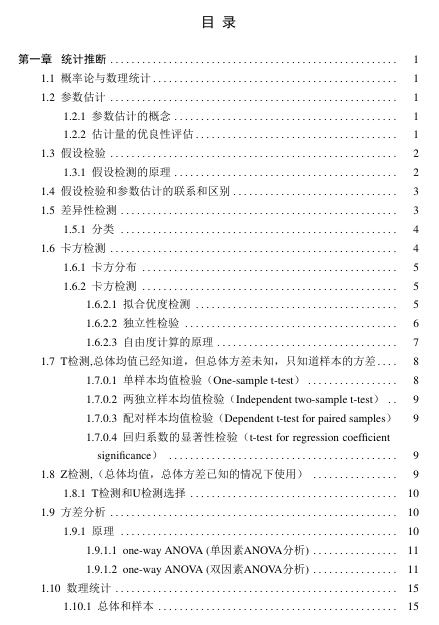 目 录
第一章 统计推断 1
1.1 概率论与数理统计 1
1.2 参数估计 1
1.2.1 参数估计的概念 1
1.2.2 估计量的优良性评估 1
1.3 假设检验 2
1.3.1 假设检测的原理 2
1.4 假设检验和参数估计的联系和区别 3
1.5 差异性检测 3
1.5.1 分类 4
1.6 卡方检测 4
1.6.1 卡方分布 5
1.6.2 卡方检测 5
1.6.2.1 拟合优度检测 5
1.6.2.2 独立性检验 6
1.6.2.3 自由度计算的原理 7
1.7 T检测,总体均值已经知道，但总体方差未知，只知道样本的方差 8
1.7.0.1 单样本均值检验（One-sample t-test） 8
1.7.0.2 两独立样本均值检验（Independent two-sample t-test） 9
1.7.0.3 配对样本均值检验（Dependent t-test for paired samples） 9
1.7.0.4 回归系数的显著性检验（t-test for regression coefficient
significance） 9
1.8 Z检测,（总体均值，总体方差已知的情况下使用） 9
1.8.1 T检测和U检测选择 10
1.9 方差分析 10
1.9.1 原理 10
1.9.1.1 one-way ANOVA (单因素ANOVA分析) 11
1.9.1.2 one-way ANOVA (双因素ANOVA分析) 11
1.10 数理统计 15
1.10.1 总体和样本 15